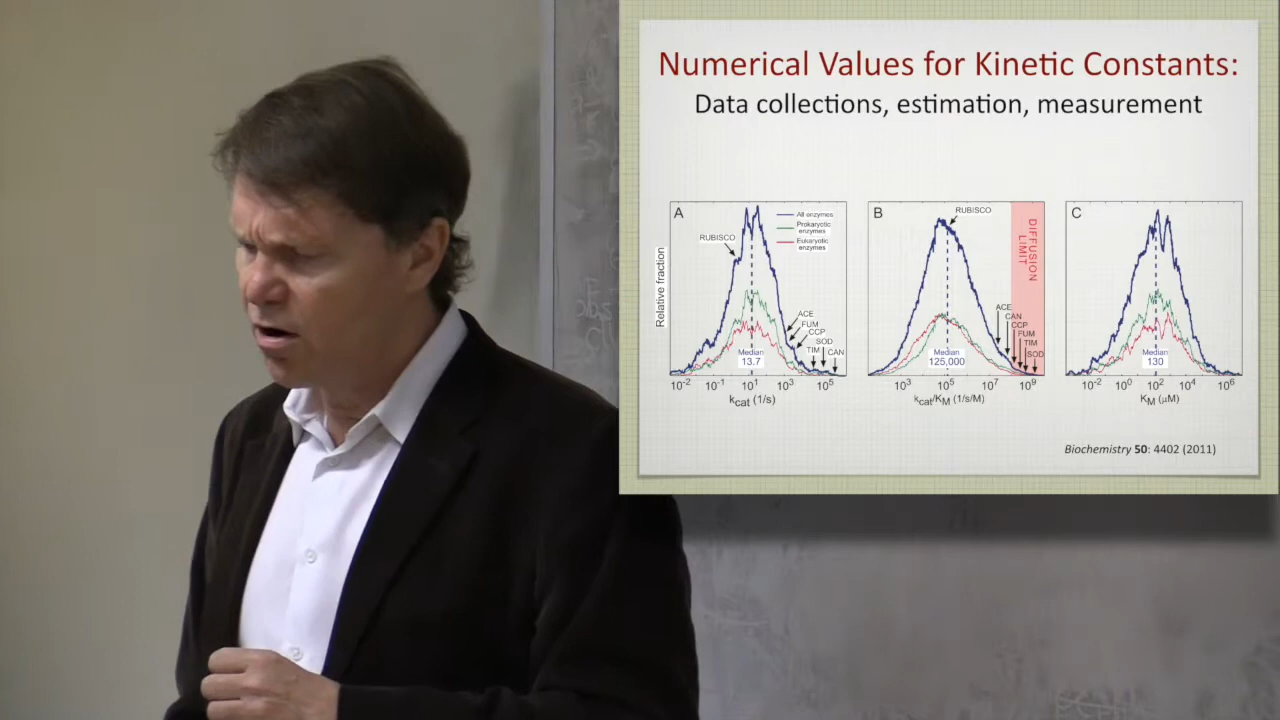 Numerical Values for Kinetic Constants:
Data collections, estimation, measurement
A
All enzymes
Prokaryotic
enzymes
Eukaryotic
enzymes
RUBISCO
ACE
FUM
CCP
SOD
TIM
CAN
Relative fraction
Median
13.7
10⁻² 10⁻¹ 10¹ 10³ 10⁵
kcat (1/s)
B
RUBISCO
DIFFUSION
LIMIT
ACE
CAN
CCP
FUM
TIM
SOD
Median
125,000
10³ 10⁵ 10⁷ 10⁹
kcat/KM (1/s/M)
C
Median
130
10⁻² 10⁰ 10² 10⁴ 10⁶
KM (μM)
Biochemistry 50: 4402 (2011)